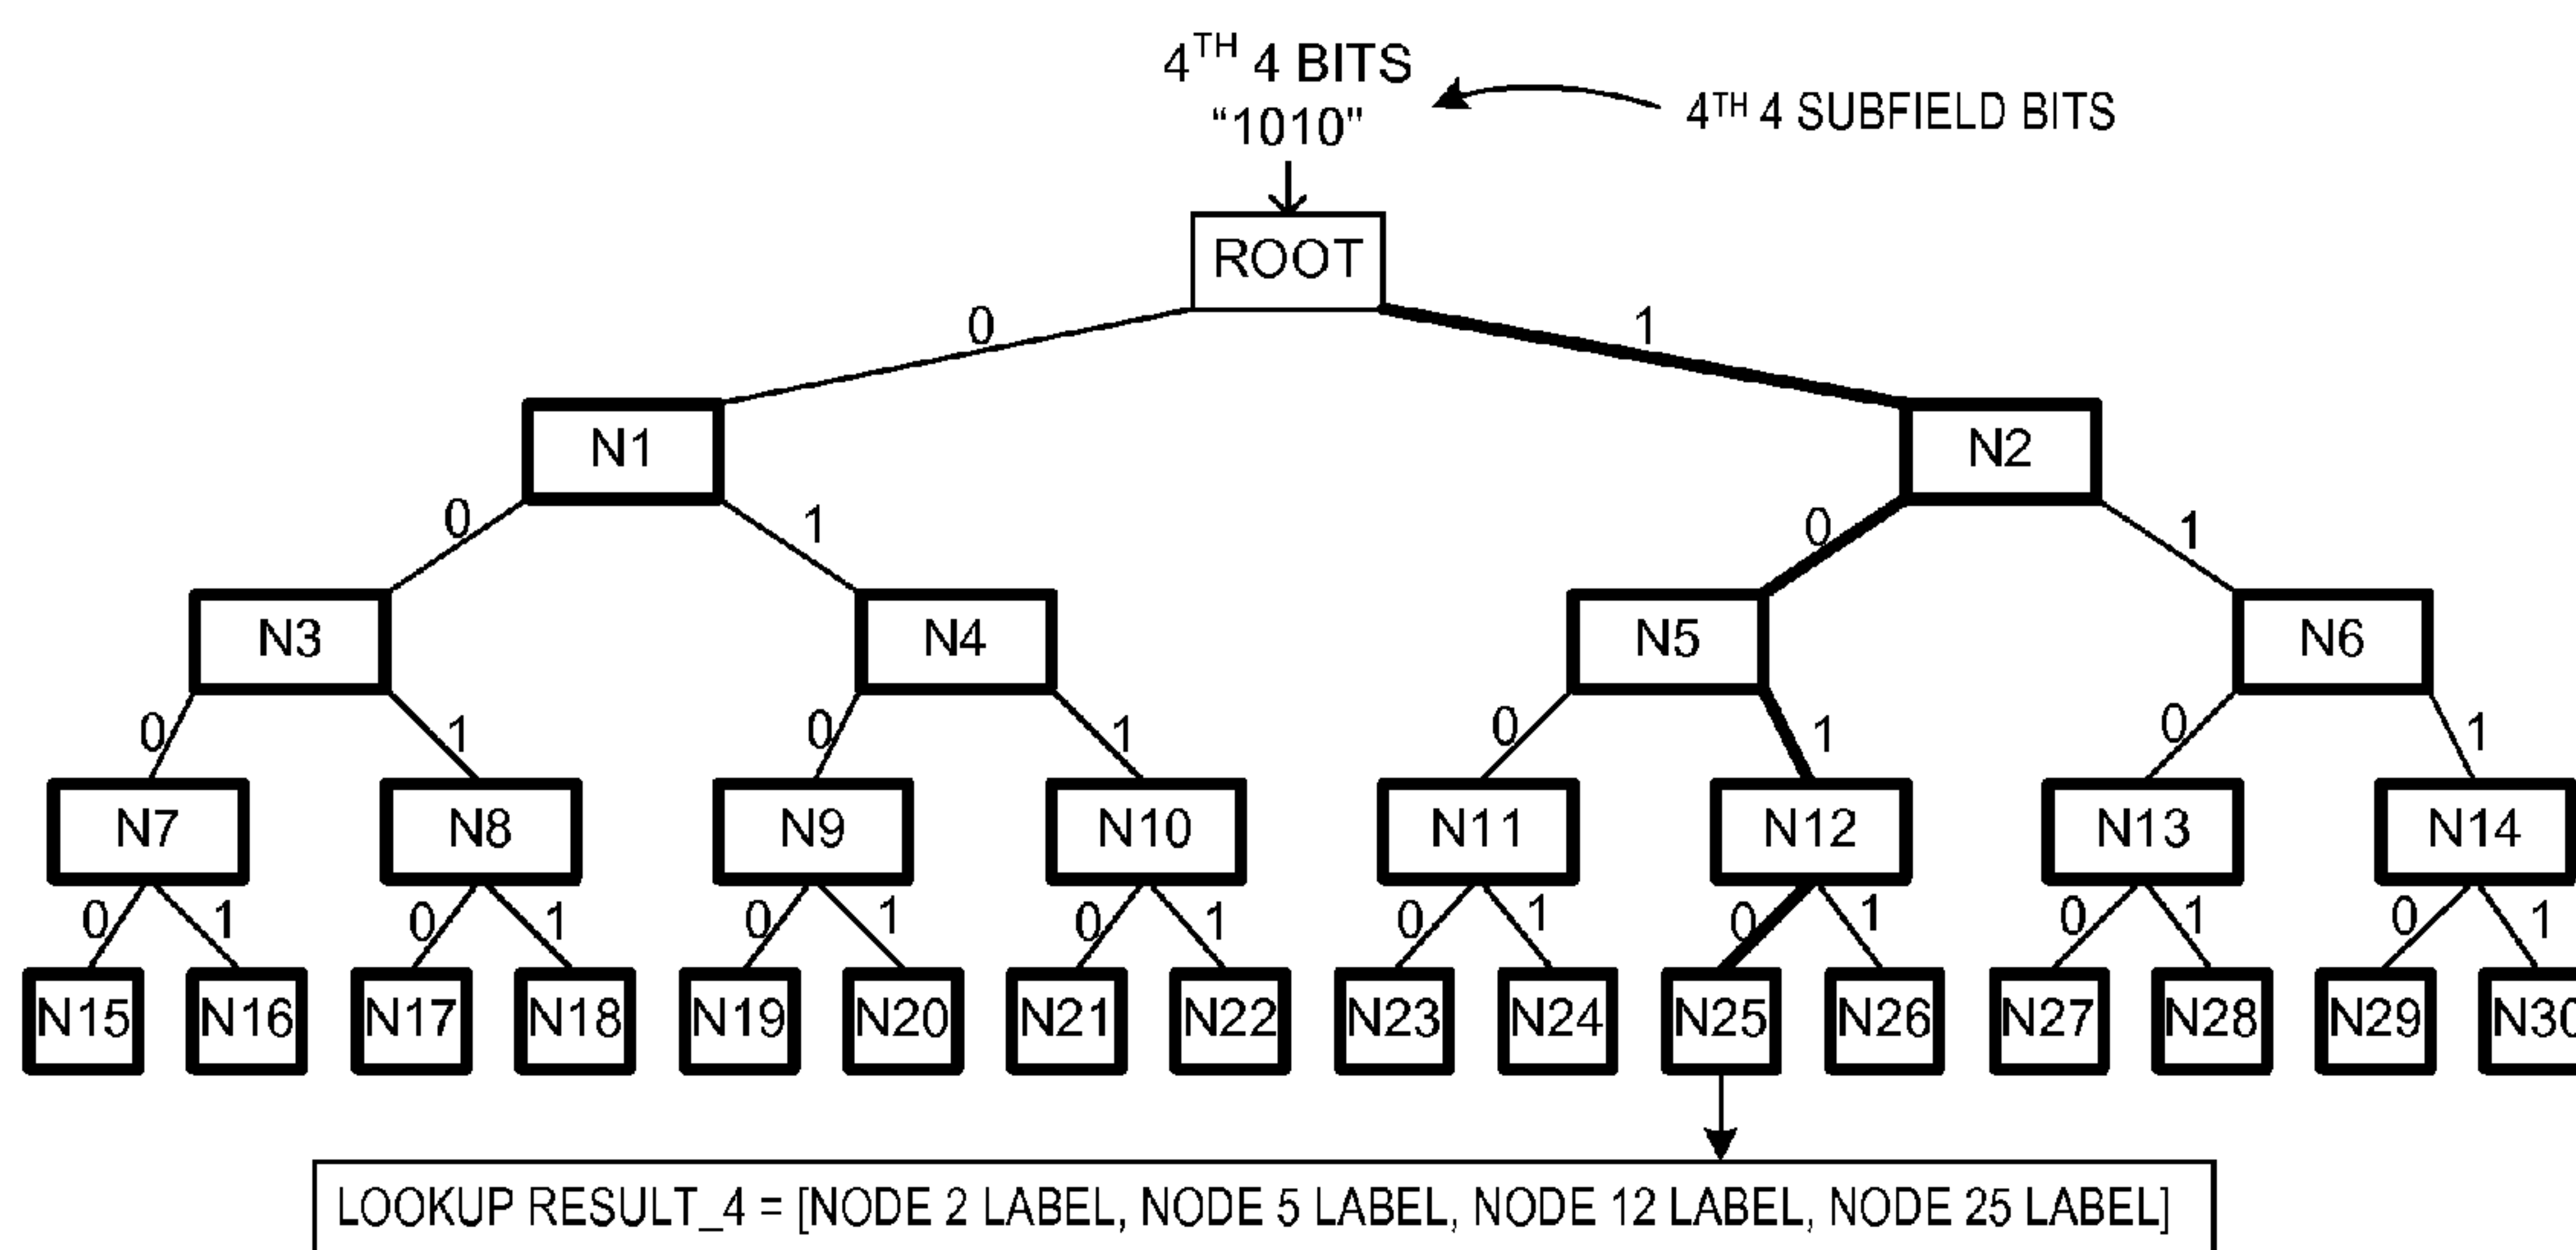 4TH 4 BITS
“1010”
4TH 4 SUBFIELD BITS
ROOT
0 1
N1 N2
0 1 0 1
N3 N4 N5 N6
0 1 0 1 0 1 0 1
N7 N8 N9 N10 N11 N12 N13 N14
0 1 0 1 0 1 0 1 0 1 0 1 0 1 0 1
N15 N16 N17 N18 N19 N20 N21 N22 N23 N24 N25 N26 N27 N28 N29 N30
LOOKUP RESULT_4 = [NODE 2 LABEL, NODE 5 LABEL, NODE 12 LABEL, NODE 25 LABEL]